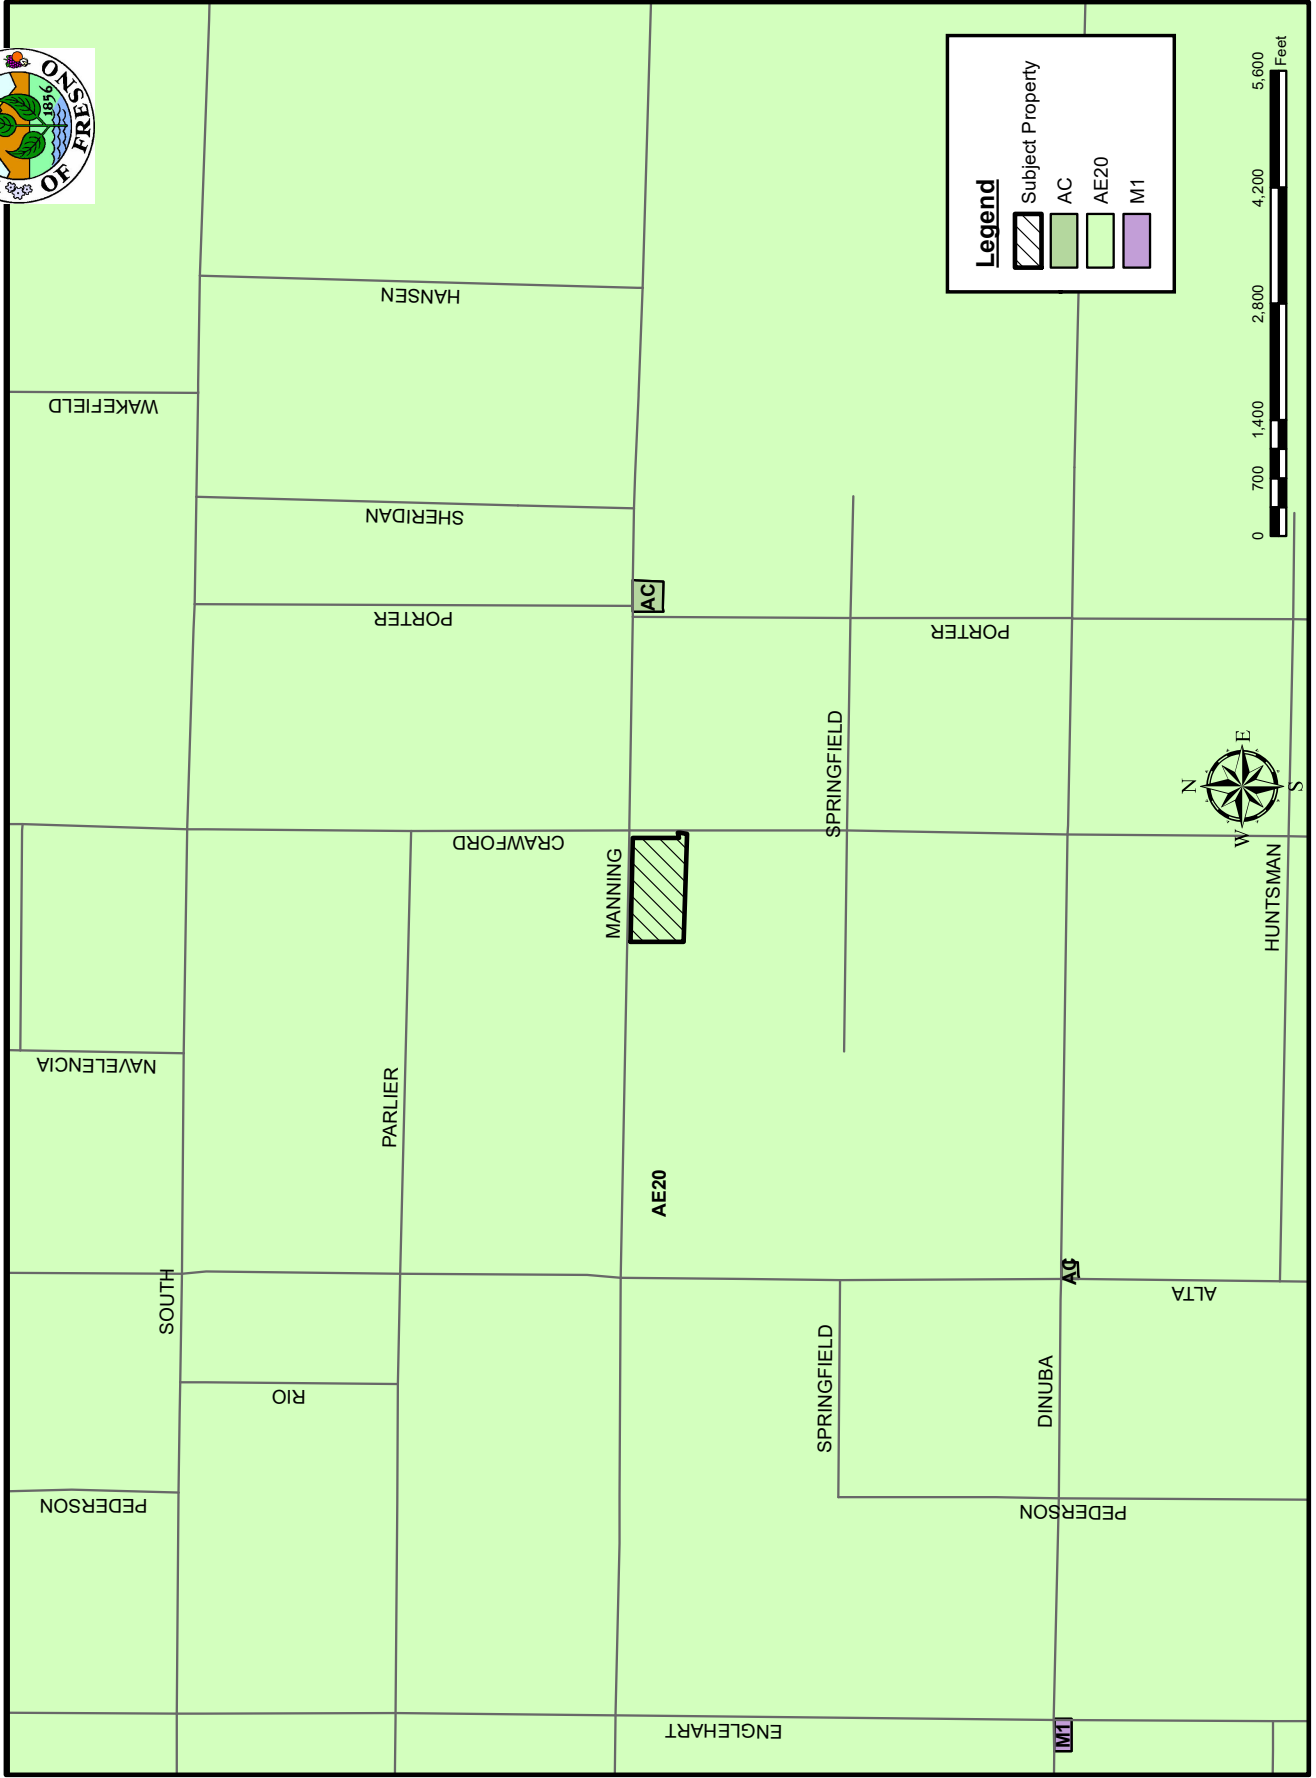 OF FRESNO
1856
WAKEFIELD
HANSEN
SHERIDAN
PORTER
AC
PORTER
SPRINGFIELD
CRAWFORD
MANNING
NAVELENCIA
PARLIER
AE20
SOUTH
RIO
PEDERSON
SPRINGFIELD
DINUBA
AC
ALTA
PEDERSON
ENGLEHART
M1
HUNTSMAN
N
E
S
W
Legend
Subject Property
AC
AE20
M1
0 700 1,400 2,800 4,200 5,600
Feet